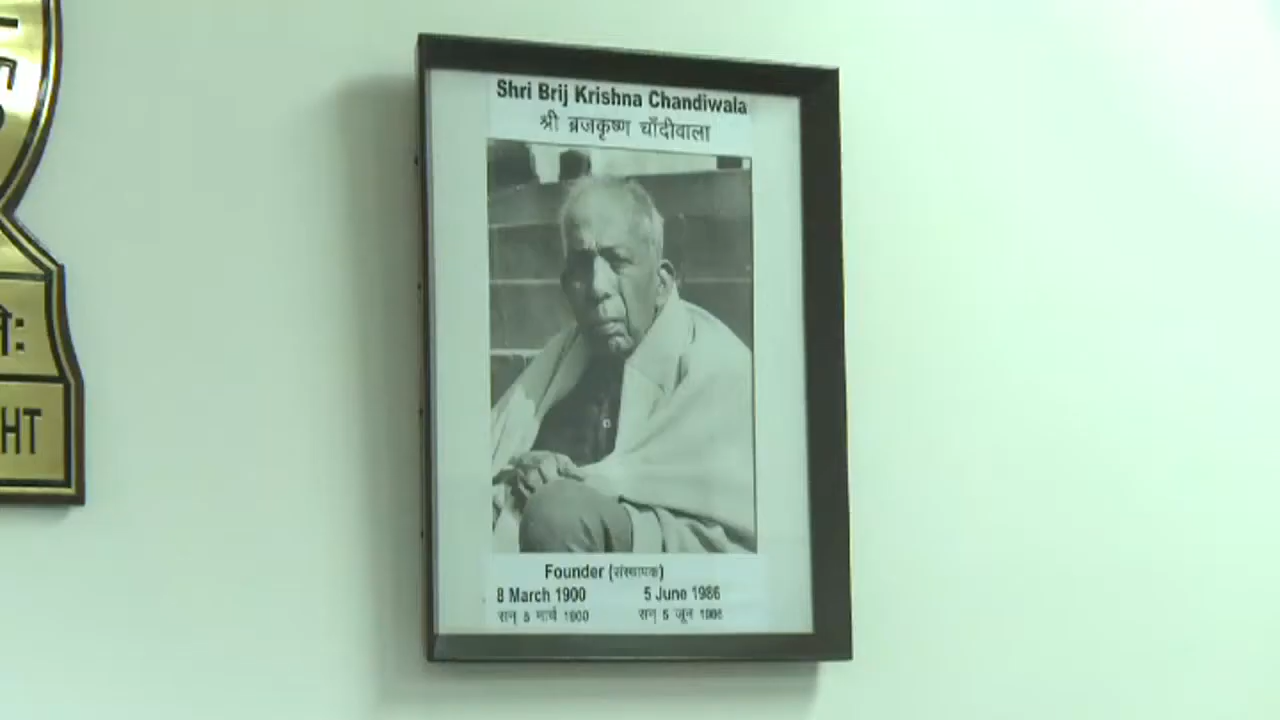 Shri Brij Krishna Chandiwala
श्री ब्रजकृष्ण चाँदीवाला
Founder (संस्थापक)
8 March 1900 5 June 1986
सन् 8 मार्च 1900 सन् 5 जून 1986
HT